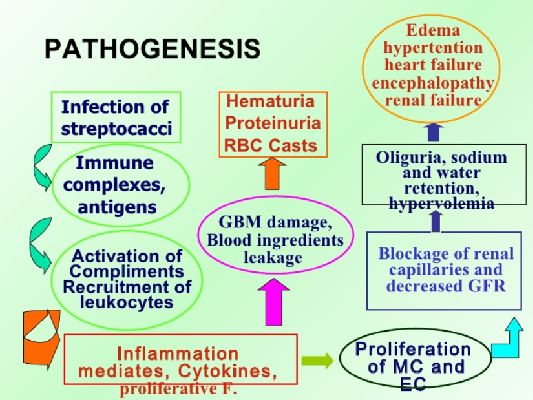 PATHOGENESIS
Infection of
streptocacci
Immune
complexes,
antigens
Activation of
Compliments
Recruitment of
leukocytes
Inflammation
mediates, Cytokines,
proliferative F.
Hematuria
Proteinuria
RBC Casts
GBM damage,
Blood ingredients
leakage
Proliferation
of MC and
EC
Blockage of renal
capillaries and
decreased GFR
Oliguria, sodium
and water
retention,
hypervolemia
Edema
hypertention
heart failure
encephalopathy
renal failure